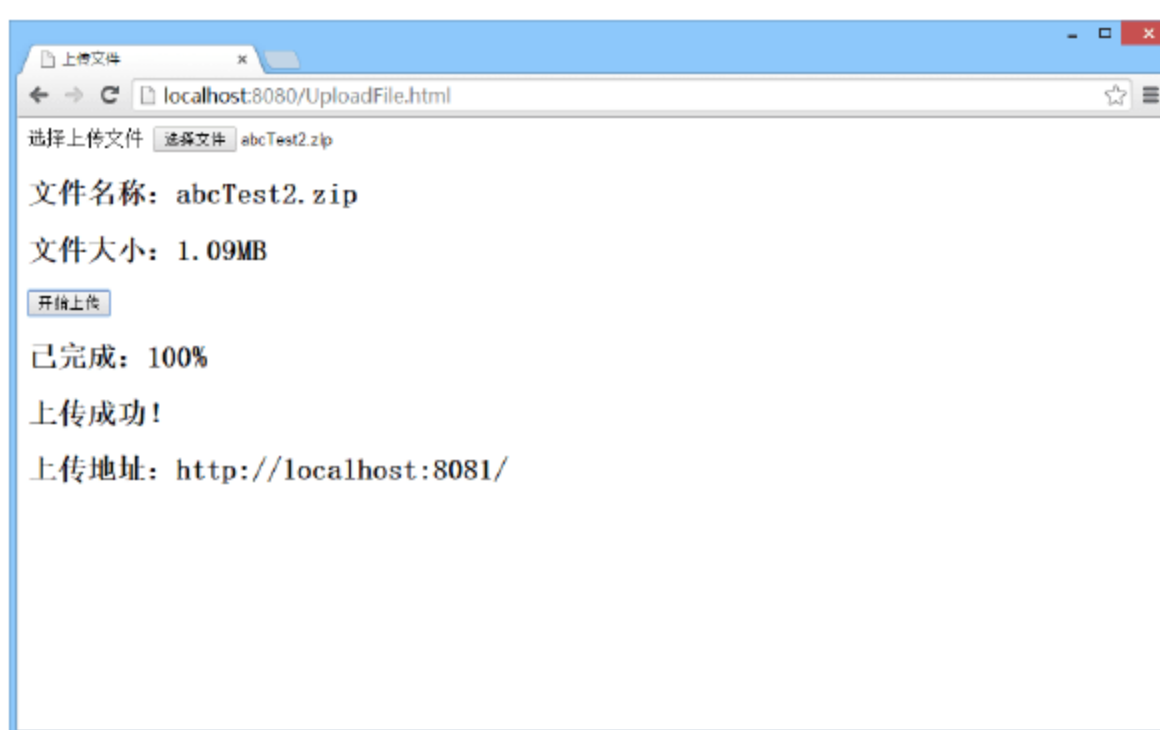 上传文件
localhost:8080/UploadFile.html
选择上传文件 选择文件 abcTest2.zip
文件名称：abcTest2.zip
文件大小：1.09MB
开始上传
已完成：100%
上传成功！
上传地址：http://localhost:8081/